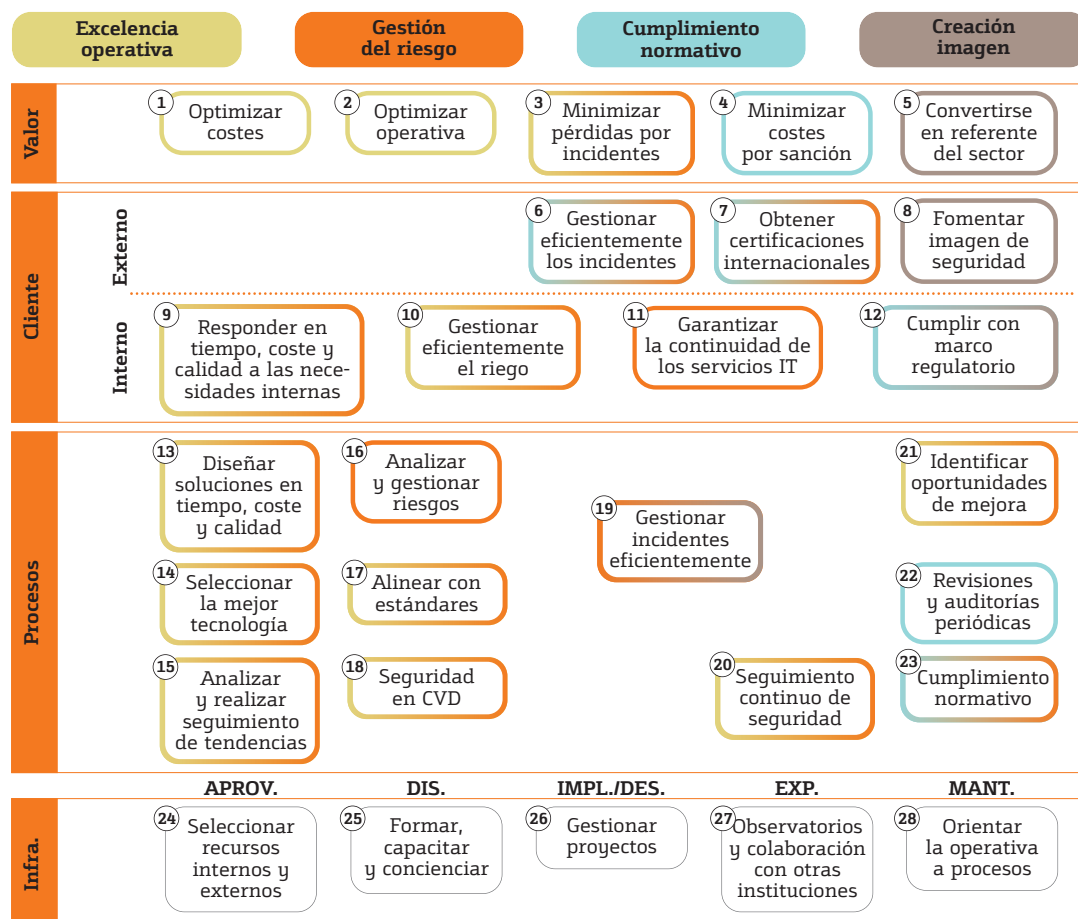 Excelencia
operativa
Gestión
del riesgo
Cumplimiento
normativo
Creación
imagen
Valor
1
Optimizar
costes
2
Optimizar
operativa
3
Minimizar
pérdidas por
incidentes
4
Minimizar
costes
por sanción
5
Convertirse
en referente
del sector
Cliente
Externo
6
Gestionar
eficientemente
los incidentes
7
Obtener
certificaciones
internacionales
8
Fomentar
imagen de
seguridad
Interno
9
Responder en
tiempo, coste y
calidad a las nece-
sidades internas
10
Gestionar
eficientemente
el riego
11
Garantizar
la continuidad de
los servicios IT
12
Cumplir con
marco
regulatorio
Procesos
13
Diseñar
soluciones en
tiempo, coste
y calidad
14
Seleccionar
la mejor
tecnología
15
Analizar
y realizar
seguimiento
de tendencias
16
Analizar
y gestionar
riesgos
17
Alinear con
estándares
18
Seguridad
en CVD
19
Gestionar
incidentes
eficientemente
20
Seguimiento
continuo de
seguridad
21
Identificar
oportunidades
de mejora
22
Revisiones
y auditorías
periódicas
23
Cumplimiento
normativo
APROV.
DIS.
IMPL./DES.
EXP.
MANT.
Infra.
24
Seleccionar
recursos
internos y
externos
25
Formar,
capacitar
y concienciar
26
Gestionar
proyectos
27
Observatorios
y colaboración
con otras
instituciones
28
Orientar
la operativa
a procesos